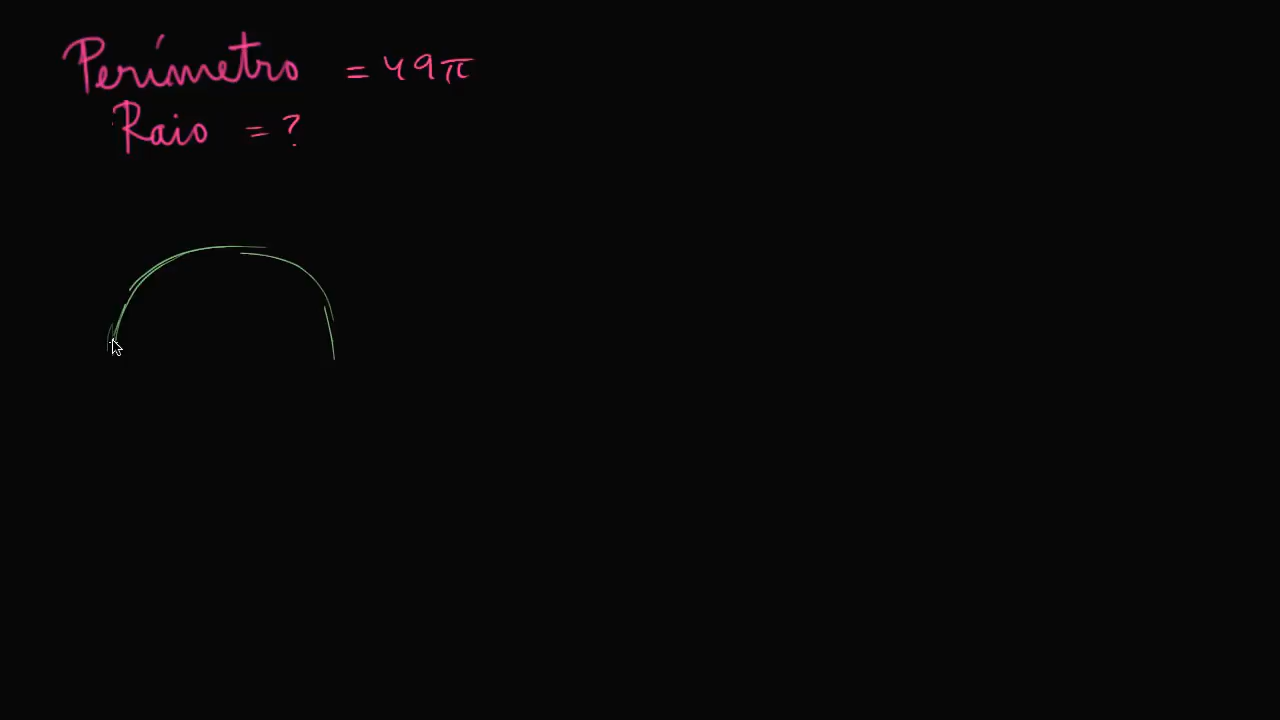 Perímetro = 49π
Raio = ?